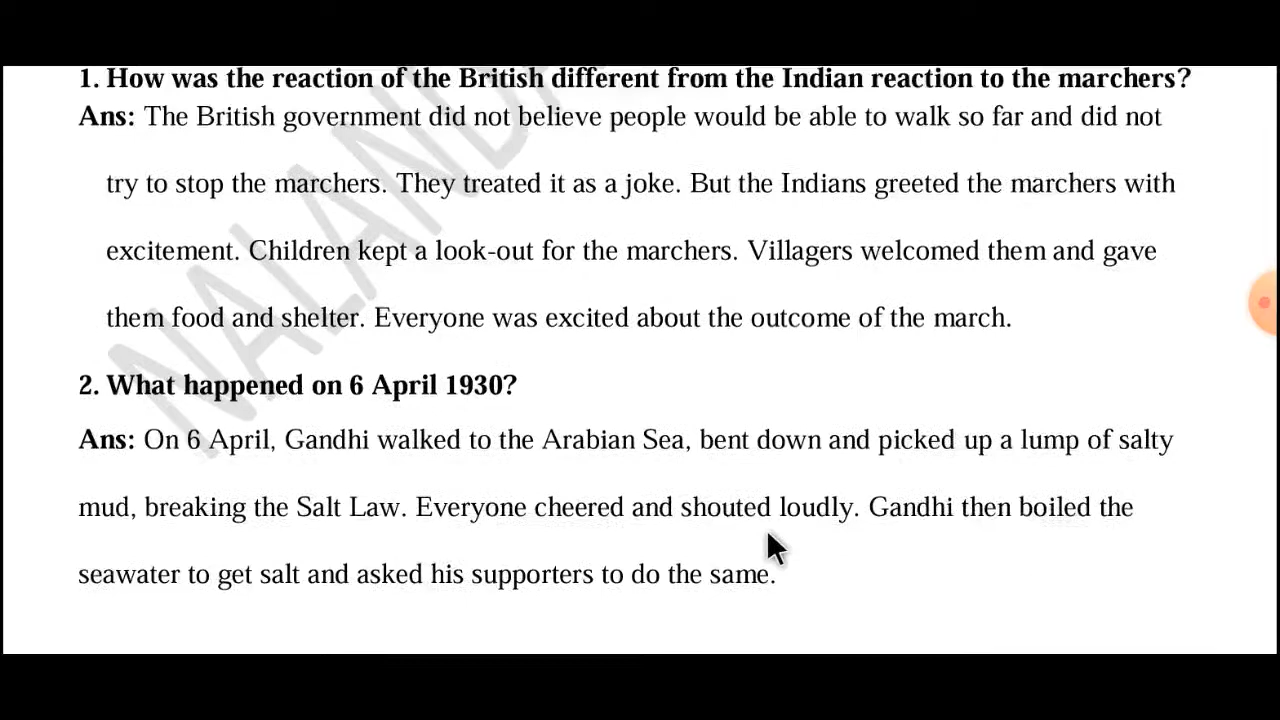 1. How was the reaction of the British different from the Indian reaction to the marchers?
Ans: The British government did not believe people would be able to walk so far and did not
try to stop the marchers. They treated it as a joke. But the Indians greeted the marchers with
excitement. Children kept a look-out for the marchers. Villagers welcomed them and gave
them food and shelter. Everyone was excited about the outcome of the march.
2. What happened on 6 April 1930?
Ans: On 6 April, Gandhi walked to the Arabian Sea, bent down and picked up a lump of salty
mud, breaking the Salt Law. Everyone cheered and shouted loudly. Gandhi then boiled the
seawater to get salt and asked his supporters to do the same.